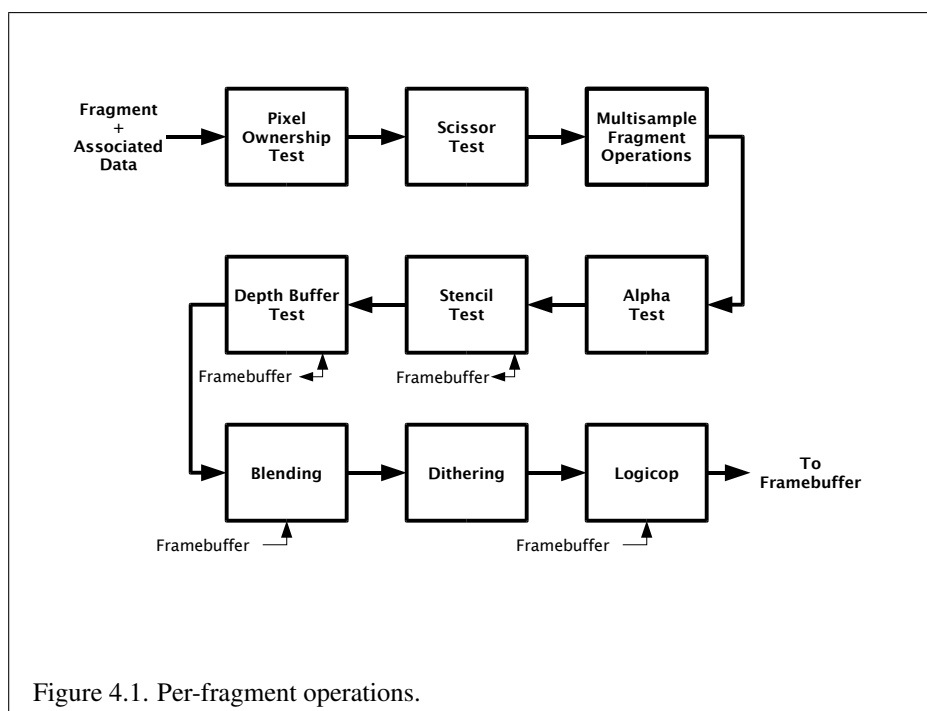 Fragment
+
Associated
Data
Pixel
Ownership
Test
Scissor
Test
Multisample
Fragment
Operations
Depth Buffer
Test
Stencil
Test
Alpha
Test
Framebuffer
Framebuffer
Blending
Dithering
Logicop
To
Framebuffer
Framebuffer
Framebuffer
Figure 4.1. Per-fragment operations.